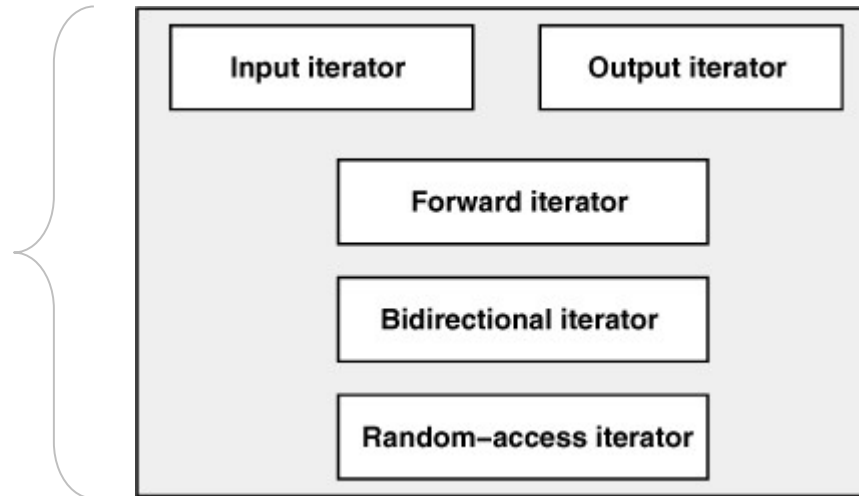 Input iterator
Output iterator
Forward iterator
Bidirectional iterator
Random–access iterator